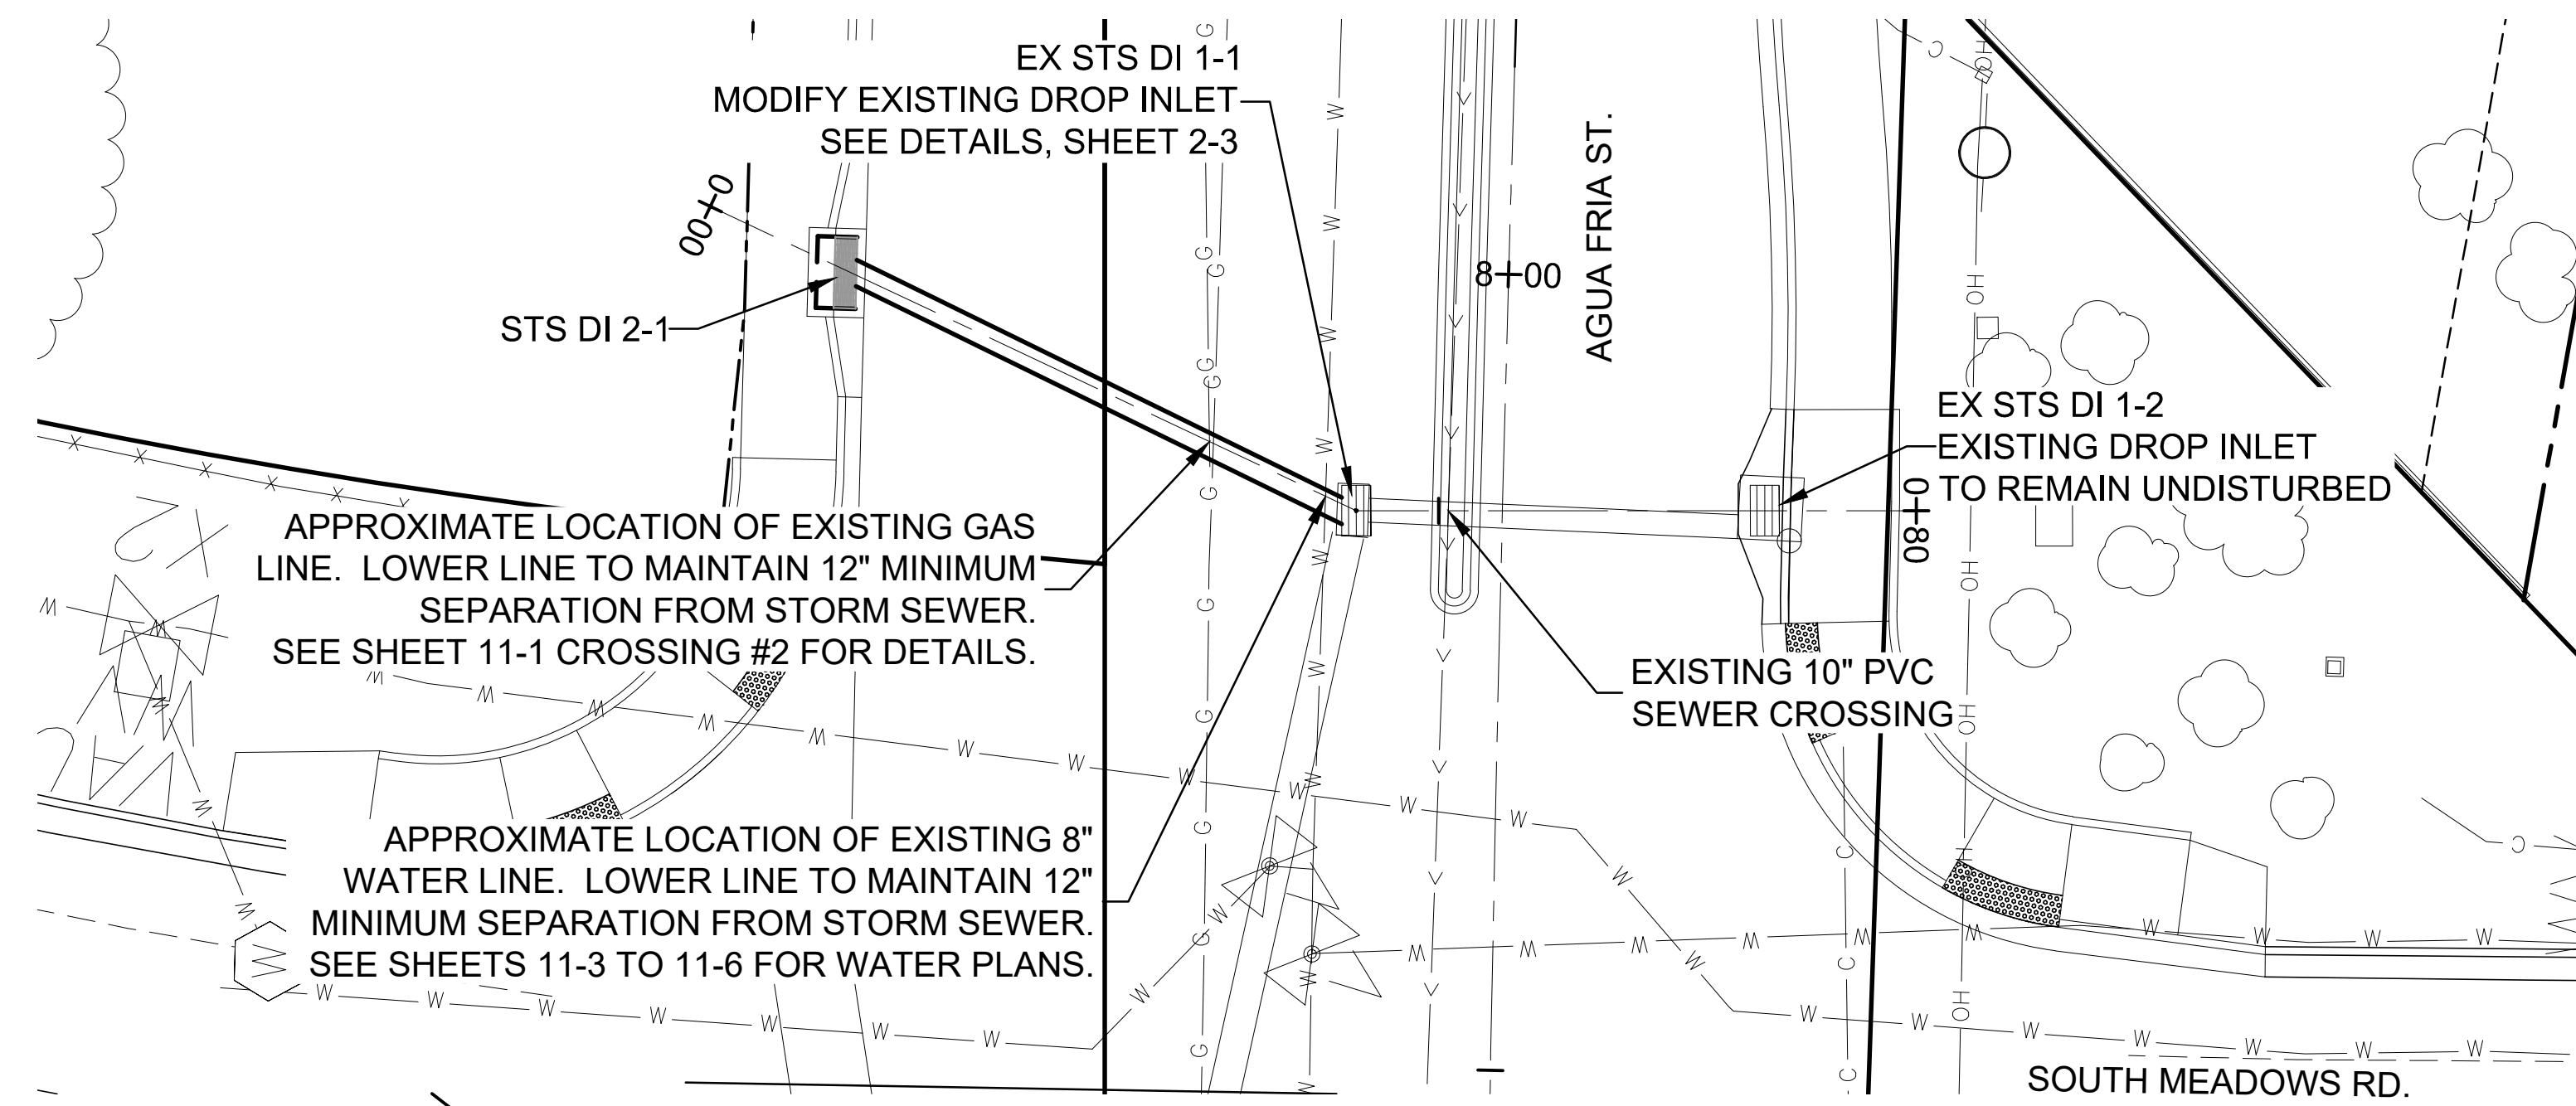 EX STS DI 1-1
MODIFY EXISTING DROP INLET
SEE DETAILS, SHEET 2-3
0+00
STS DI 2-1
8+00
AGUA FRIA ST.
EX STS DI 1-2
EXISTING DROP INLET
TO REMAIN UNDISTURBED
0+80
APPROXIMATE LOCATION OF EXISTING GAS
LINE. LOWER LINE TO MAINTAIN 12" MINIMUM
SEPARATION FROM STORM SEWER.
SEE SHEET 11-1 CROSSING #2 FOR DETAILS.
EXISTING 10" PVC
SEWER CROSSING
APPROXIMATE LOCATION OF EXISTING 8"
WATER LINE. LOWER LINE TO MAINTAIN 12"
MINIMUM SEPARATION FROM STORM SEWER.
SEE SHEETS 11-3 TO 11-6 FOR WATER PLANS.
SOUTH MEADOWS RD.